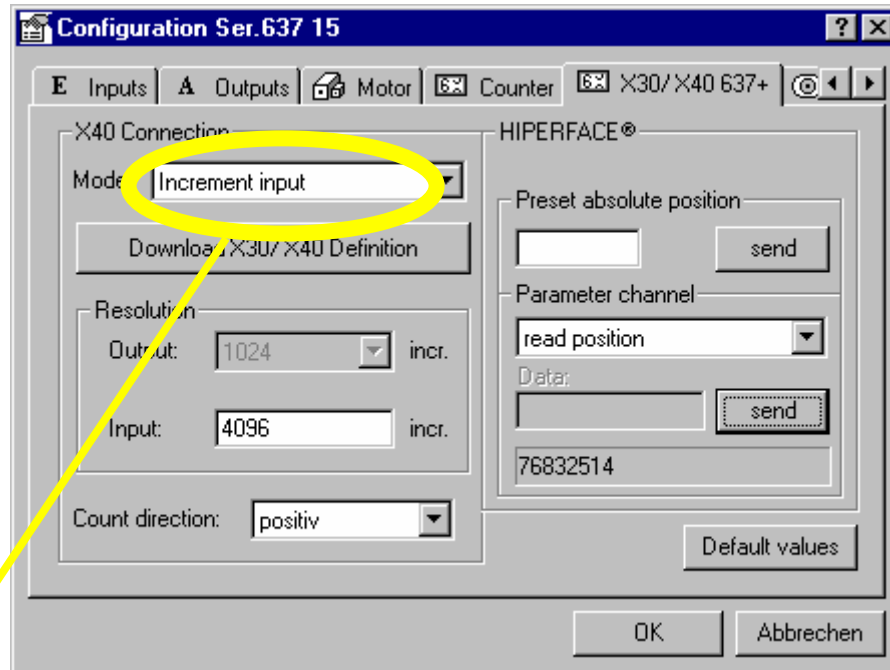 Configuration Ser.637 15
E Inputs A Outputs Motor Counter X30/X40 637+
X40 Connection
Mode Increment input
Download X30/X40 Definition
Resolution
Output: 1024 incr.
Input: 4096 incr.
Count direction: positiv
HIPERFACE®
Preset absolute position
send
Parameter channel
read position
Data:
send
76832514
Default values
OK Abbrechen